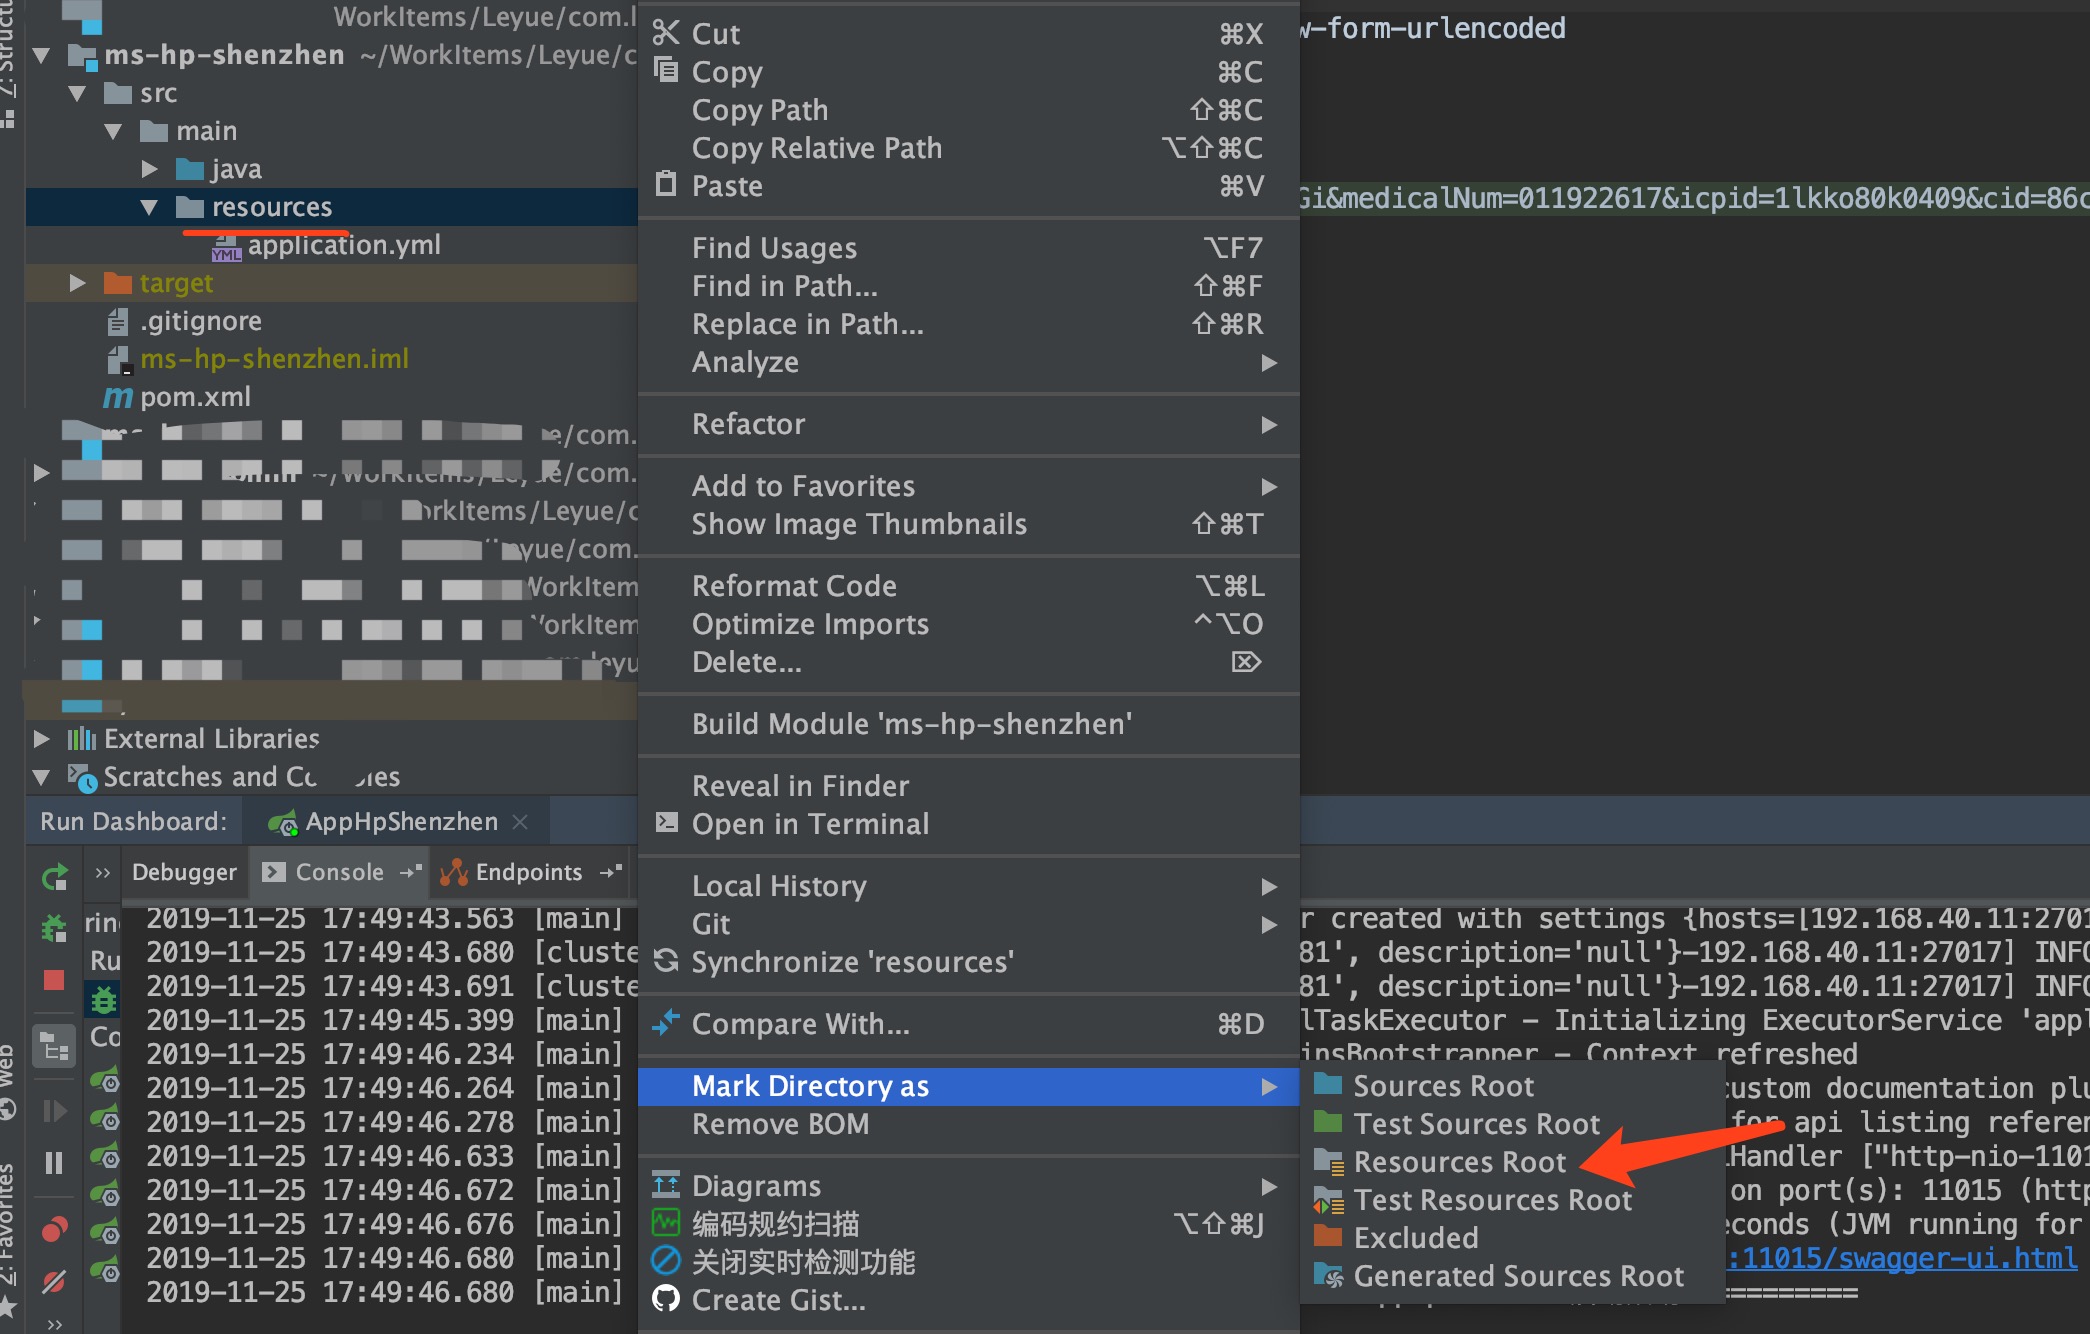 WorkItems/Leyue/com.l
Z: Structu
ms-hp-shenzhen ~/WorkItems/Leyue/c
src
main
java
resources
application.yml
target
.gitignore
ms-hp-shenzhen.iml
pom.xml
e/com.
~/WorkItems/Leyue/com.
orkItems/Leyue/c
Leyue/com.
WorkItem
WorkItem
External Libraries
Scratches and Co
les
Cut ⌘X
Copy ⌘C
Copy Path ⇧⌘C
Copy Relative Path ⌥⇧⌘C
Paste ⌘V
Find Usages ⌥F7
Find in Path... ⇧⌘F
Replace in Path... ⇧⌘R
Analyze
Refactor
Add to Favorites
Show Image Thumbnails ⇧⌘T
Reformat Code ⌥⌘L
Optimize Imports ^⌥O
Delete... ⌦
Build Module 'ms-hp-shenzhen'
Reveal in Finder
Open in Terminal
Local History
Git
Synchronize 'resources'
Compare With... ⌘D
Mark Directory as
Remove BOM
Diagrams
编码规约扫描 ⌥⇧⌘J
关闭实时检测功能
Create Gist...
Sources Root
Test Sources Root
Resources Root
Test Resources Root
Excluded
Generated Sources Root
w-form-urlencoded
Gi&medicalNum=011922617&icpid=1lkko80k0409&cid=86c
Run Dashboard: AppHpShenzhen
Debugger Console Endpoints
ring
Ru
Co
Web
2: Favorites
2019-11-25 17:49:43.563 [main]
2019-11-25 17:49:43.680 [cluste
2019-11-25 17:49:43.691 [cluste
2019-11-25 17:49:45.399 [main]
2019-11-25 17:49:46.234 [main]
2019-11-25 17:49:46.264 [main]
2019-11-25 17:49:46.278 [main]
2019-11-25 17:49:46.633 [main]
2019-11-25 17:49:46.672 [main]
2019-11-25 17:49:46.676 [main]
2019-11-25 17:49:46.680 [main]
2019-11-25 17:49:46.680 [main]
r created with settings {hosts=[192.168.40.11:2701
81', description='null'}-192.168.40.11:27017] INFO
81', description='null'}-192.168.40.11:27017] INFO
lTaskExecutor - Initializing ExecutorService 'appl
insBootstrapper - Context refreshed
custom documentation plu
for api listing referen
Handler ["http-nio-1101
on port(s): 11015 (http
econds (JVM running for
:11015/swagger-ui.html
==========